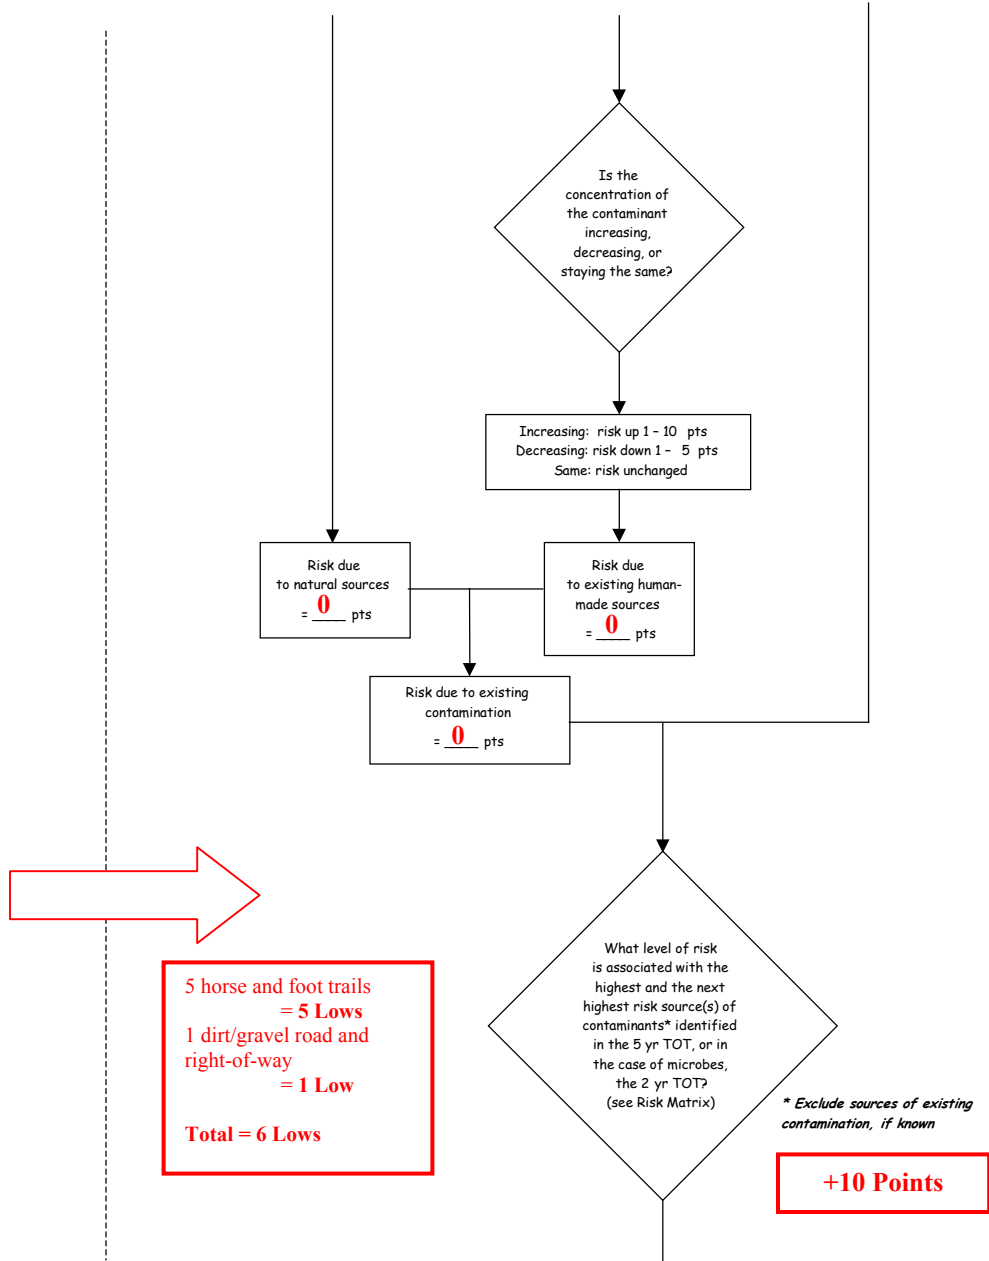 Is the
concentration of
the contaminant
increasing,
decreasing, or
staying the same?
Increasing: risk up 1 – 10 pts
Decreasing: risk down 1 – 5 pts
Same: risk unchanged
Risk due
to natural sources
= 0 pts
Risk due
to existing human-
made sources
= 0 pts
Risk due to existing
contamination
= 0 pts
5 horse and foot trails
= 5 Lows
1 dirt/gravel road and
right-of-way
= 1 Low
Total = 6 Lows
What level of risk
is associated with the
highest and the next
highest risk source(s) of
contaminants* identified
in the 5 yr TOT, or in
the case of microbes,
the 2 yr TOT?
(see Risk Matrix)
* Exclude sources of existing
contamination, if known
+10 Points